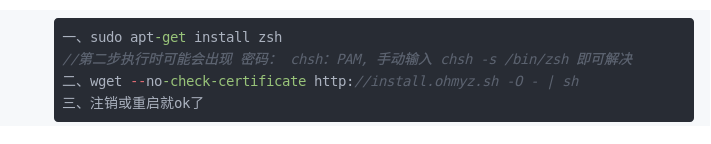 一、sudo apt-get install zsh
//第二步执行时可能会出现 密码： chsh：PAM, 手动输入 chsh -s /bin/zsh 即可解决
二、wget --no-check-certificate http://install.ohmyz.sh -O - | sh
三、注销或重启就ok了